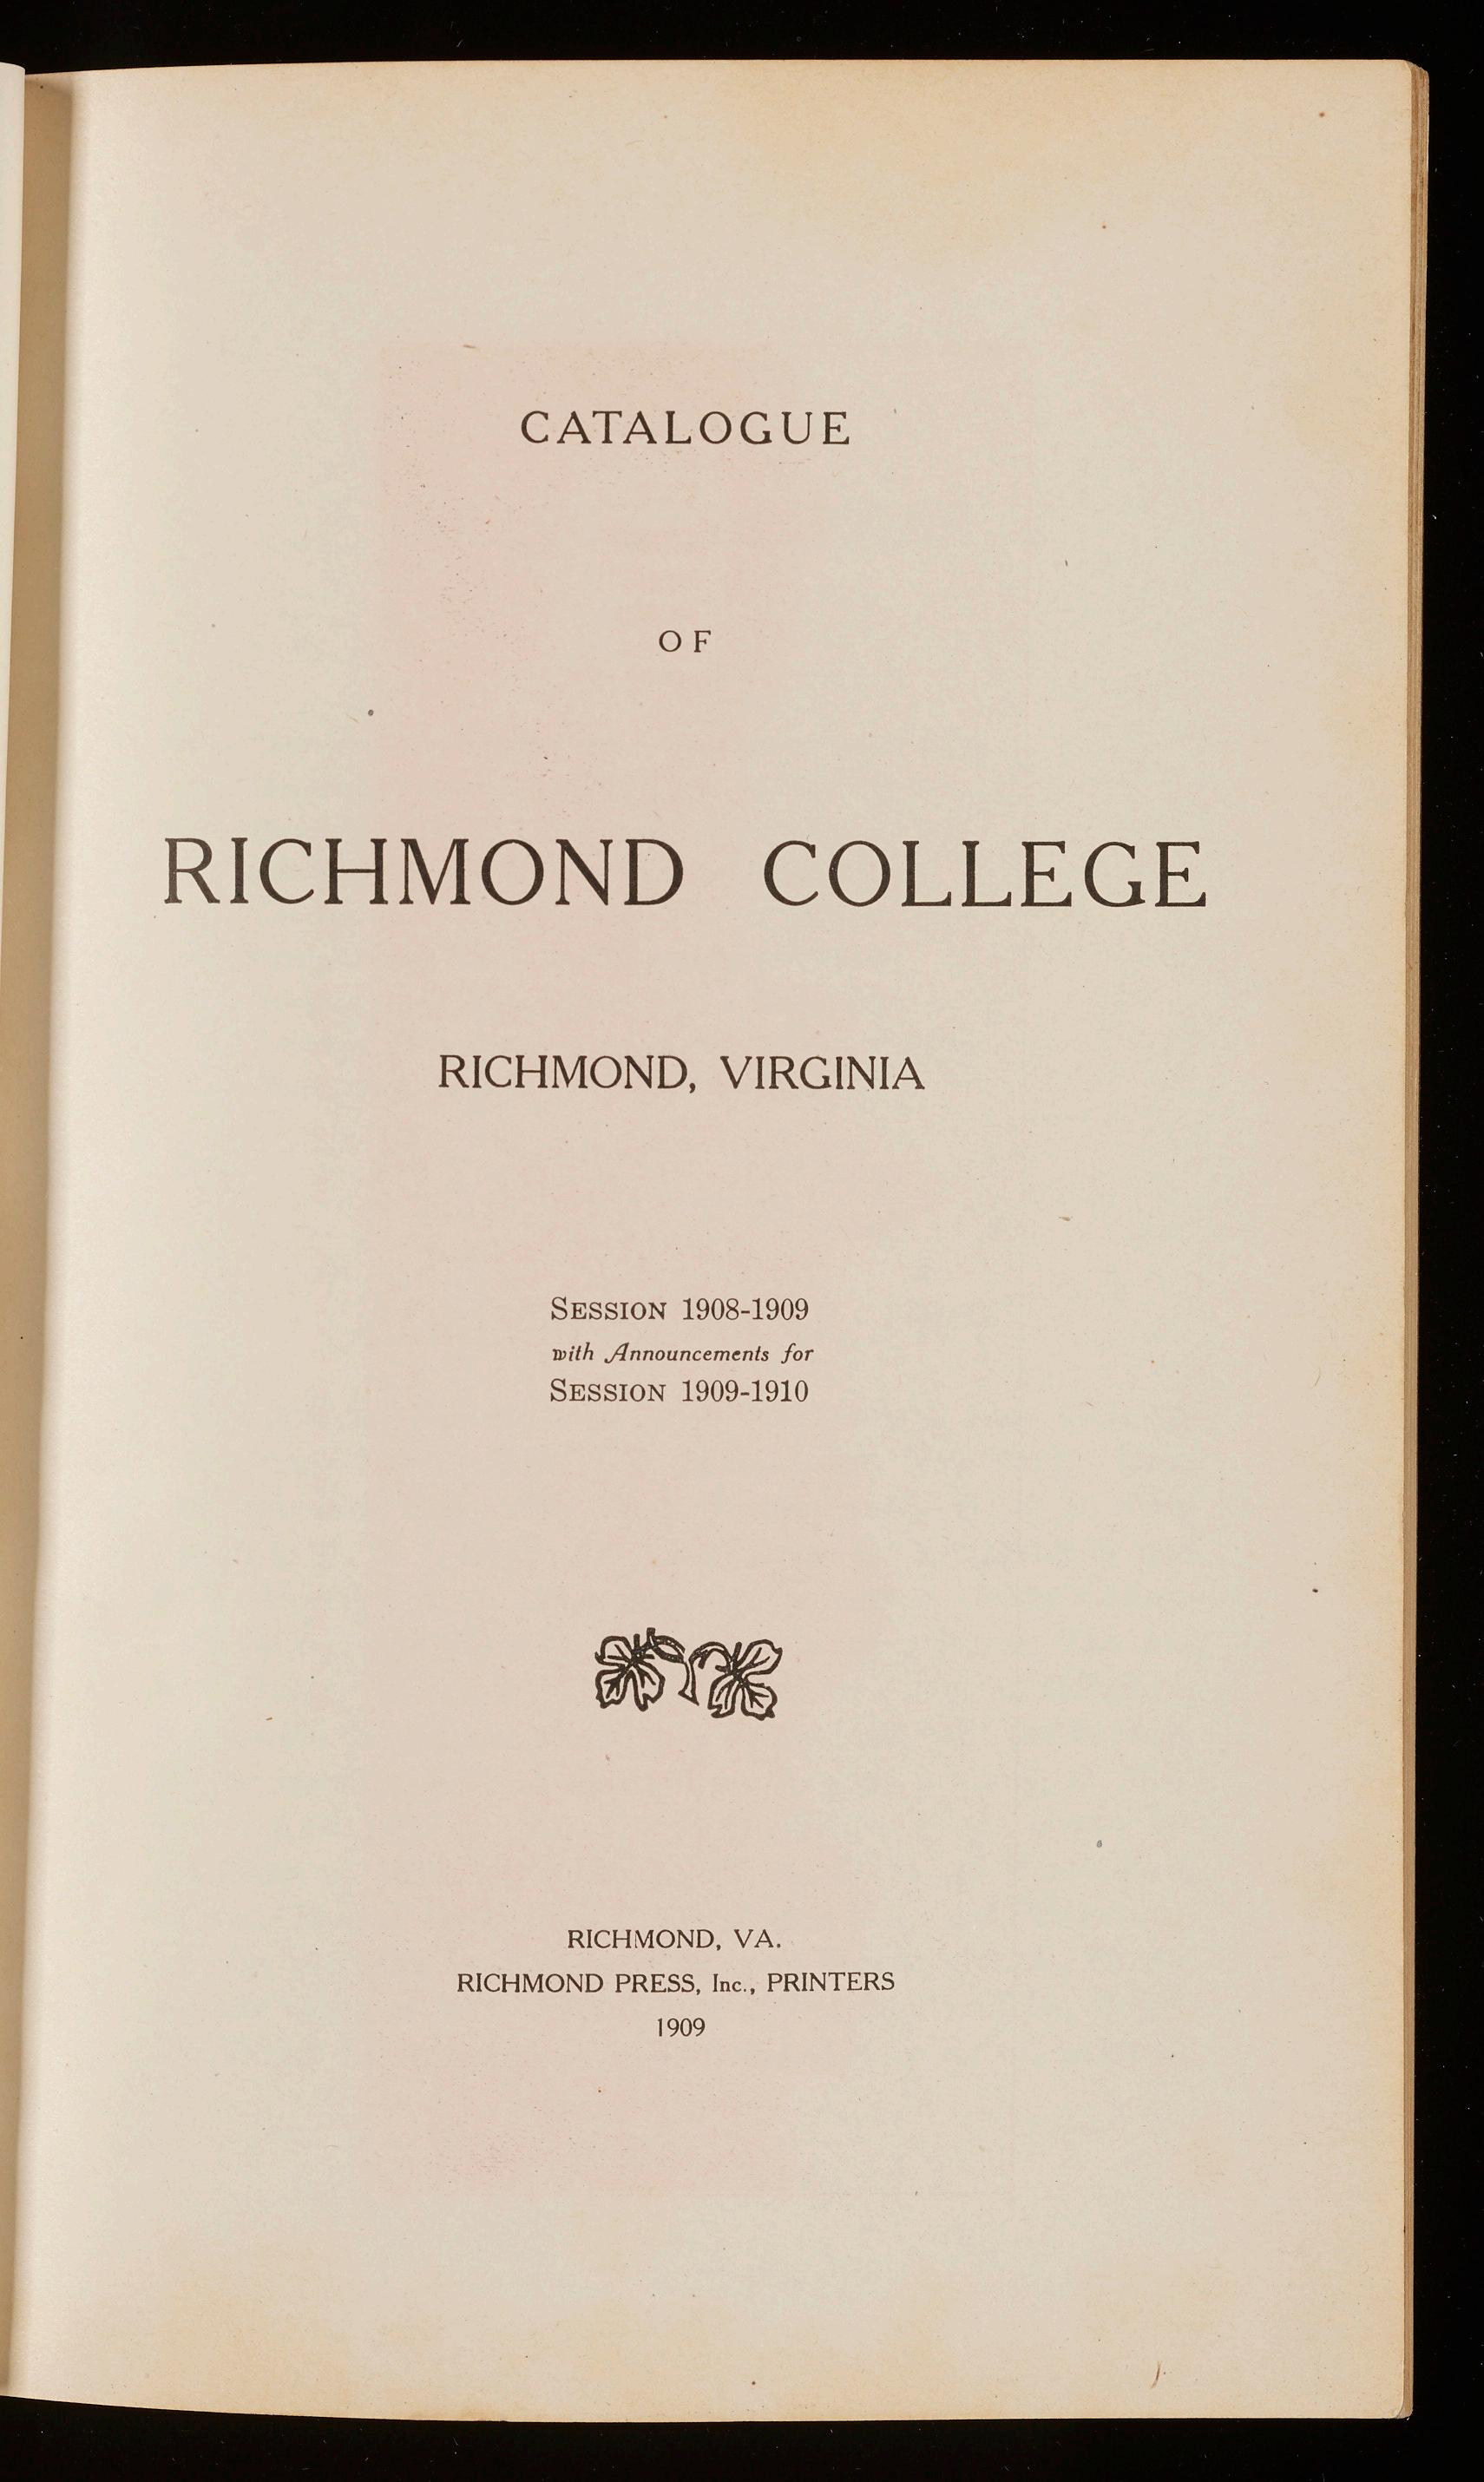 CATALOGUE
OF
RICHMOND COLLEGE
RICHMOND, VIRGINIA
SESSION 1908-1909
with Announcements for
SESSION 1909-1910
RICHMOND, VA.
RICHMOND PRESS, Inc., PRINTERS
1909